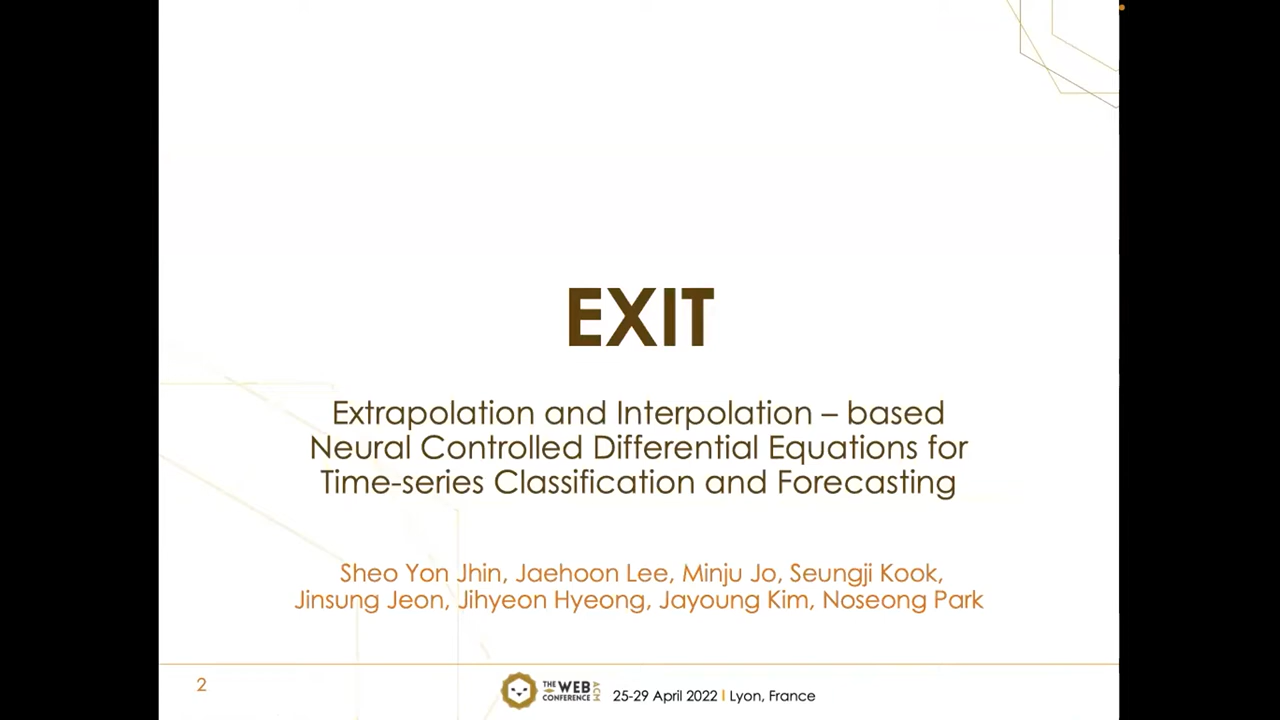 EXIT
Extrapolation and Interpolation – based
Neural Controlled Differential Equations for
Time-series Classification and Forecasting
Sheo Yon Jhin, Jaehoon Lee, Minju Jo, Seungji Kook,
Jinsung Jeon, Jihyeon Hyeong, Jayoung Kim, Noseong Park
2
THE WEB
CONFERENCE
ACM
25-29 April 2022 I Lyon, France